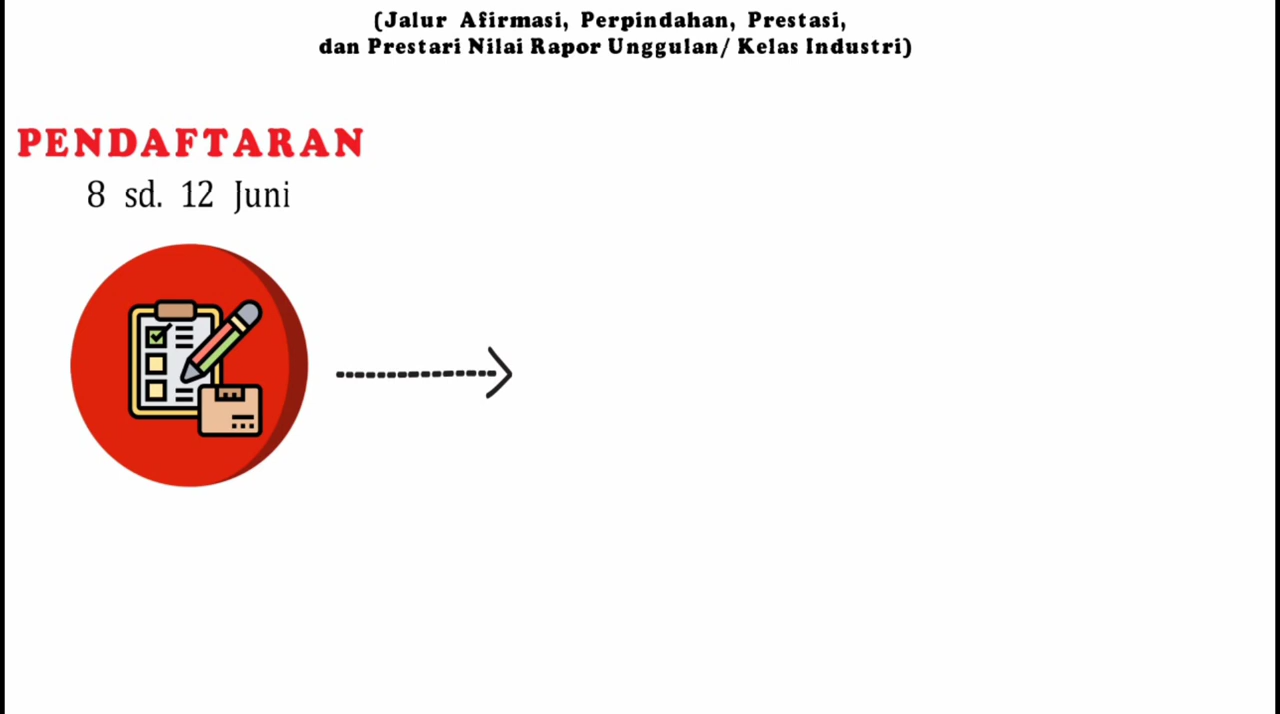 (Jalur Afirmasi, Perpindahan, Prestasi,
dan Prestari Nilai Rapor Unggulan/ Kelas Industri)
PENDAFTARAN
8 sd. 12 Juni